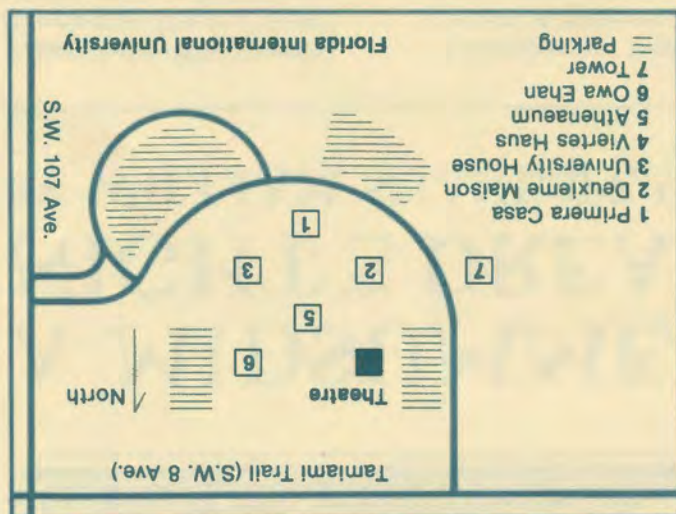 Tamiami Trail (S.W. 8 Ave.)
Theatre
North
6
5
7
2
3
1
1 Primera Casa
2 Deuxieme Maison
3 University House
4 Viertes Haus
5 Athenaeum
6 Owa Ehan
7 Tower
Parking
S.W. 107 Ave.
Florida International University